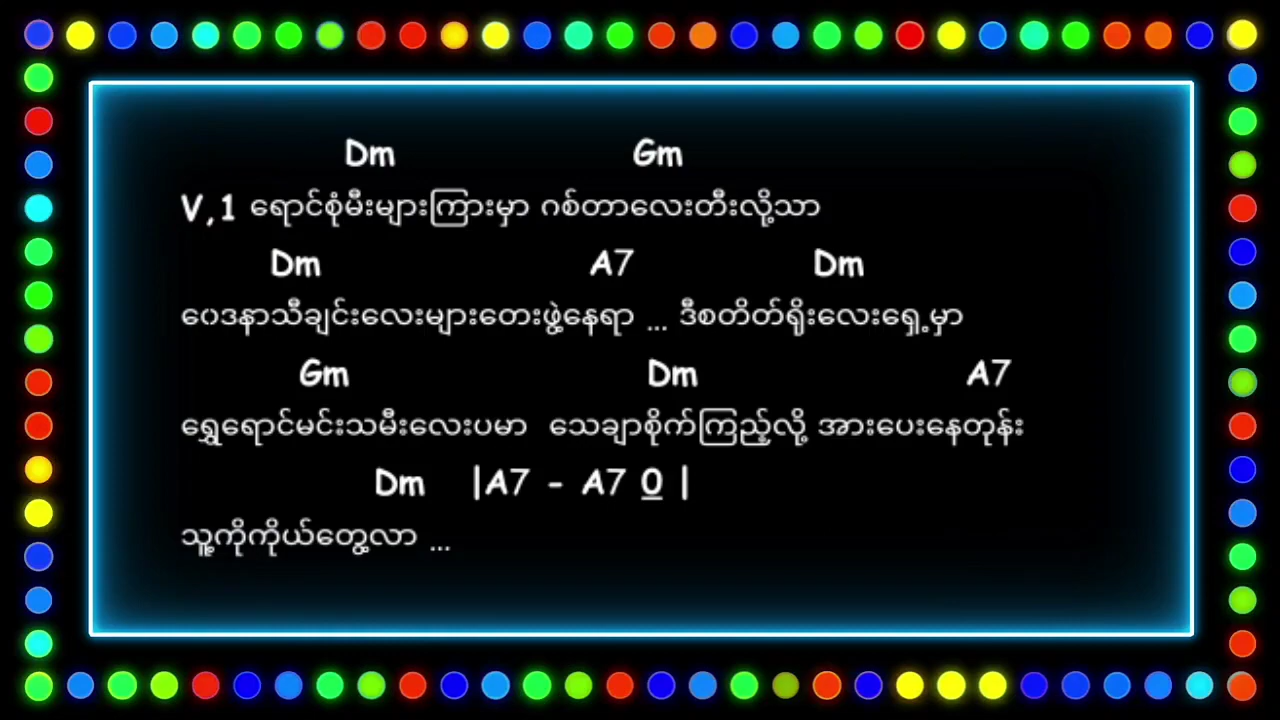 Dm Gm
V,1 ရောင်စုံမီးများကြားမှာ ဂစ်တာလေးတီးလို့သာ
Dm A7 Dm
ဝေဒနာသီချင်းလေးများတေးဖွဲ့နေရာ ... ဒီစတိတ်ရိုးလေးရှေ့မှာ
Gm Dm A7
ရွှေရောင်မင်းသမီးလေးပမာ သေချာစိုက်ကြည့်လို့ အားပေးနေတုန်း
Dm |A7 - A7 0 |
သူ့ကိုကိုယ်တွေ့လာ ...